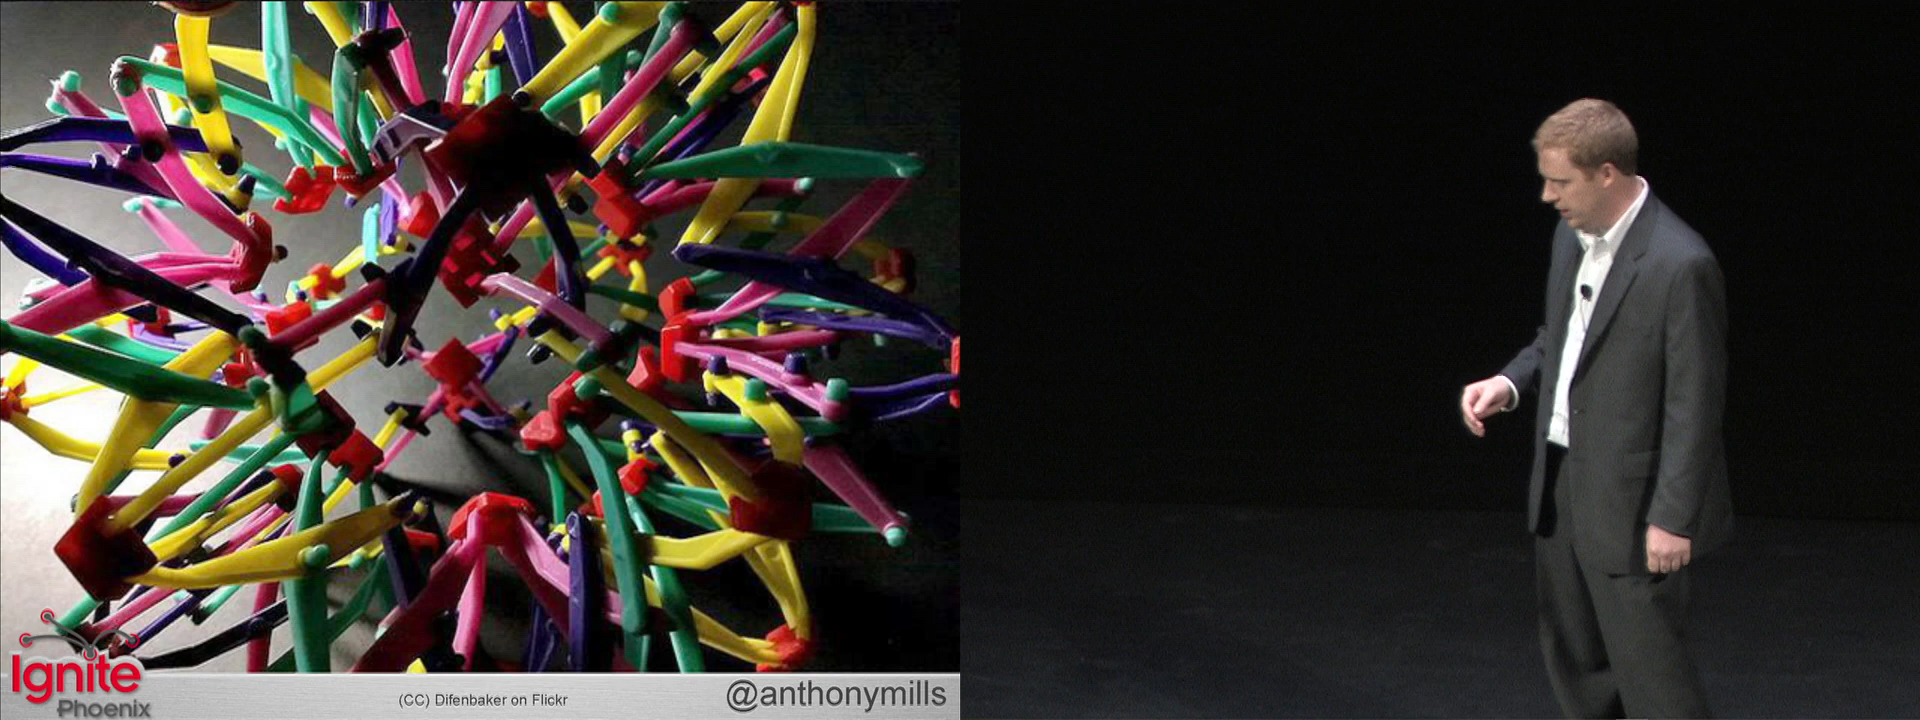 Ignite
Phoenix
(CC) Difenbaker on Flickr
@anthonymills